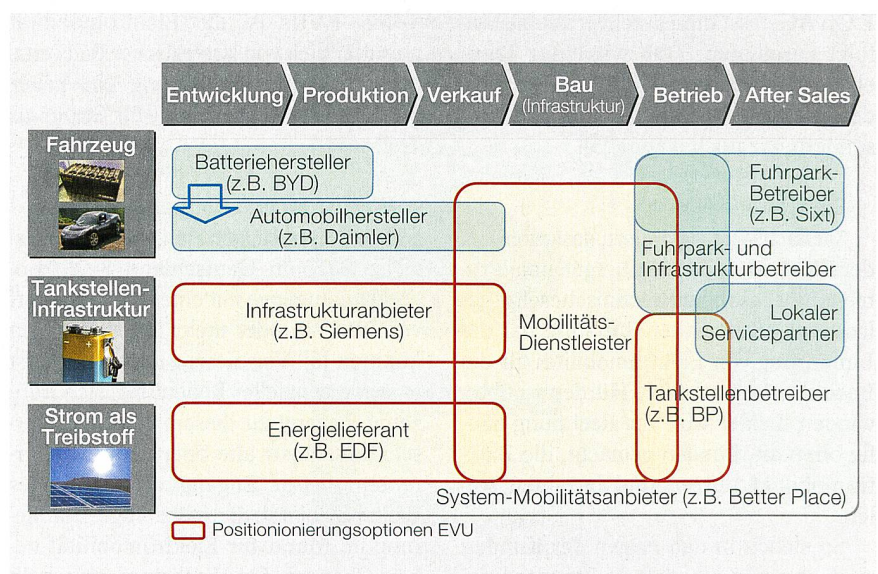 Entwicklung
Produktion
Verkauf
Bau
(Infrastruktur)
Betrieb
After Sales
Fahrzeug
Batteriehersteller
(z.B. BYD)
Automobilhersteller
(z.B. Daimler)
Fuhrpark-
Betreiber
(z.B. Sixt)
Fuhrpark- und
Infrastrukturbetreiber
Tankstellen-
Infrastruktur
Infrastrukturanbieter
(z.B. Siemens)
Mobilitäts-
Dienstleister
Lokaler
Servicepartner
Strom als
Treibstoff
Energielieferant
(z.B. EDF)
Tankstellenbetreiber
(z.B. BP)
System-Mobilitätsanbieter (z.B. Better Place)
Positionionierungsoptionen EVU